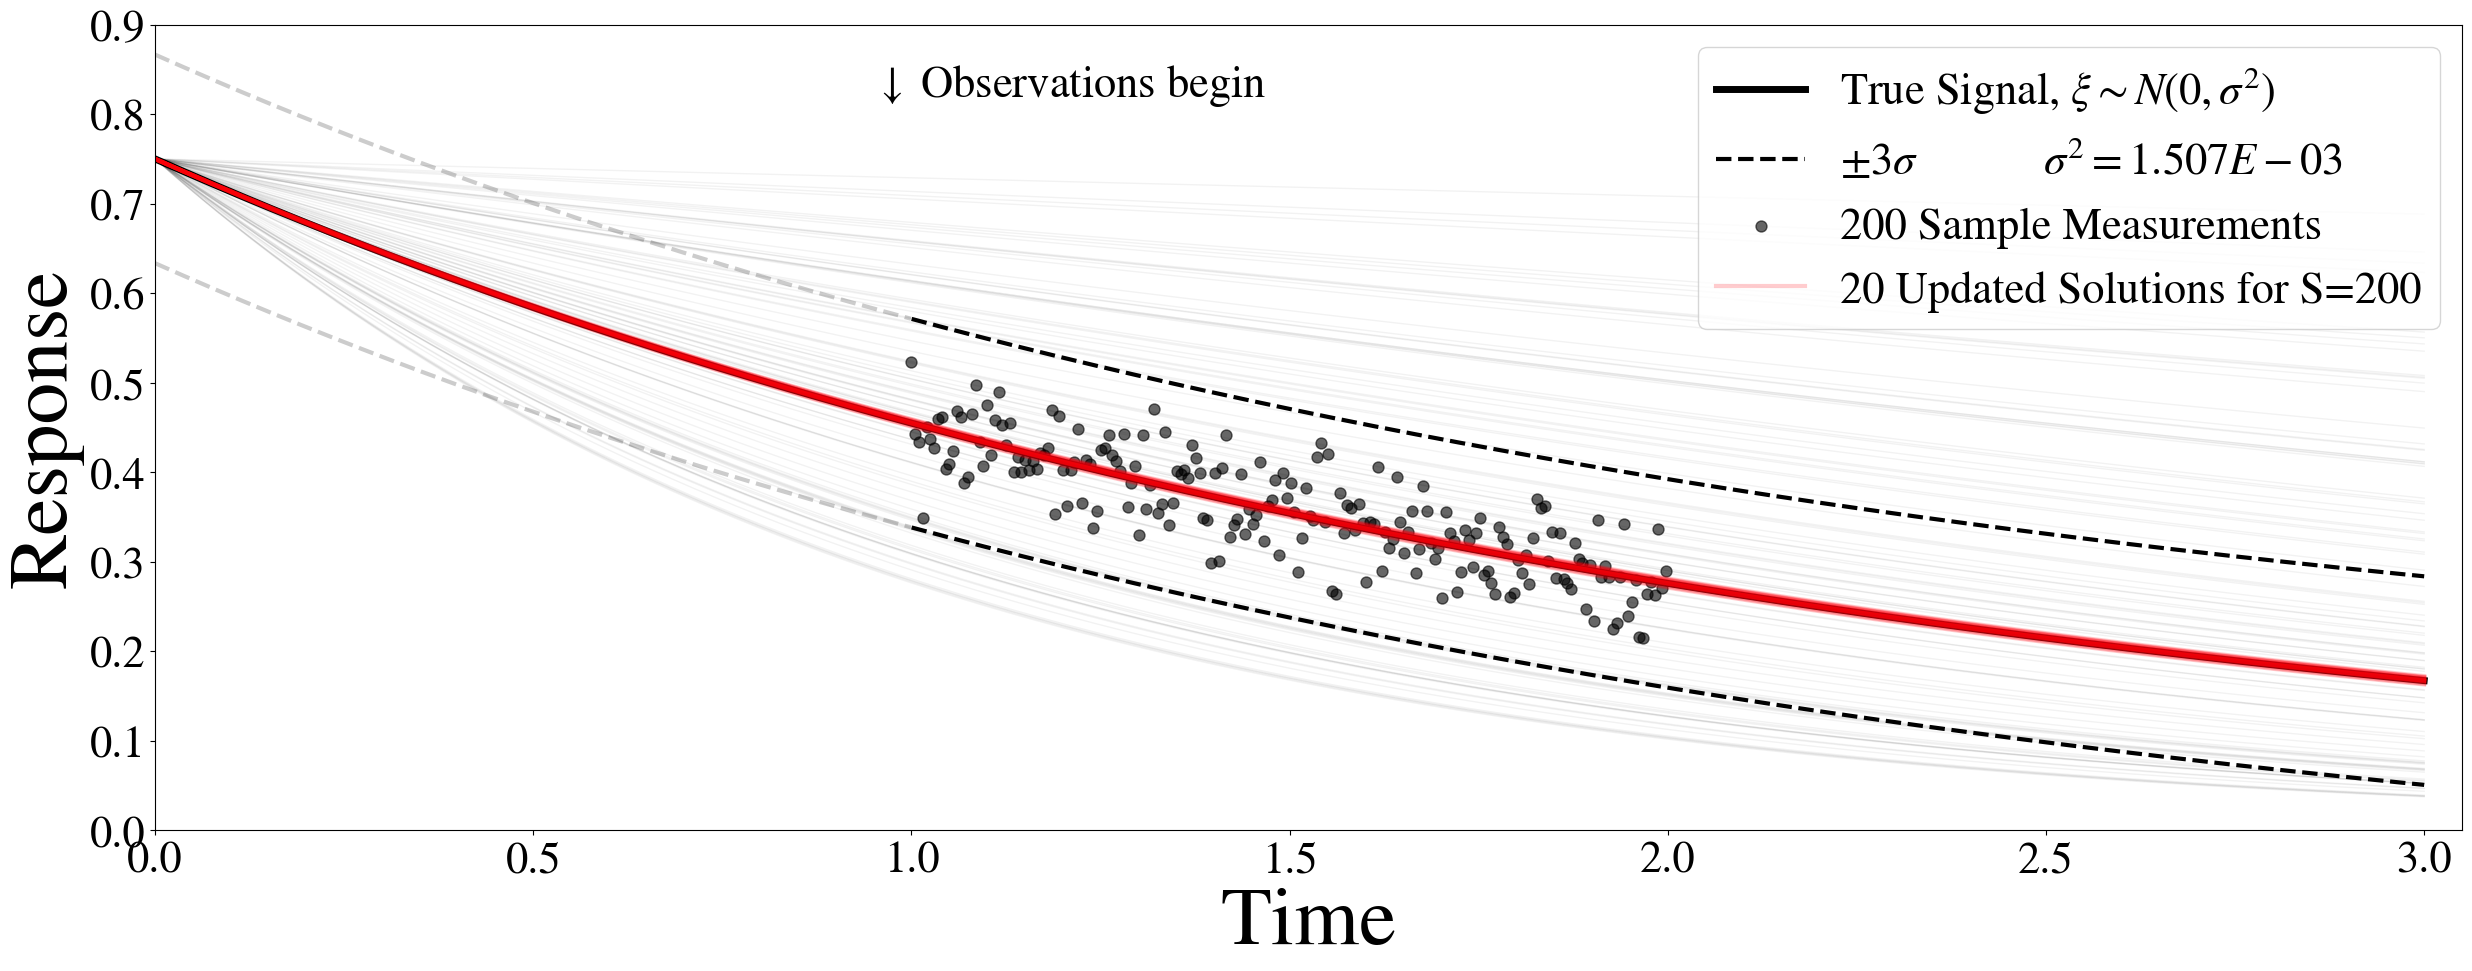 0.9
0.8
0.7
0.6
0.5
0.4
0.3
0.2
0.1
0.0
Response
↓ Observations begin
True Signal, ξ ~ N(0, σ²)
±3σ σ² = 1.507E − 03
200 Sample Measurements
20 Updated Solutions for S=200
0.0 0.5 1.0 1.5 2.0 2.5 3.0
Time